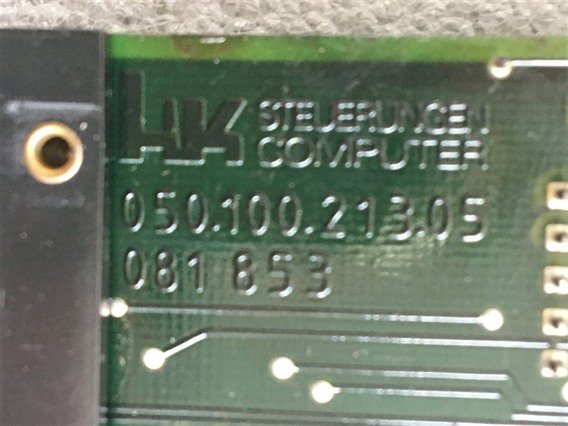 HK STEUERUNGEN
COMPUTER
050.100.213.05
081 853